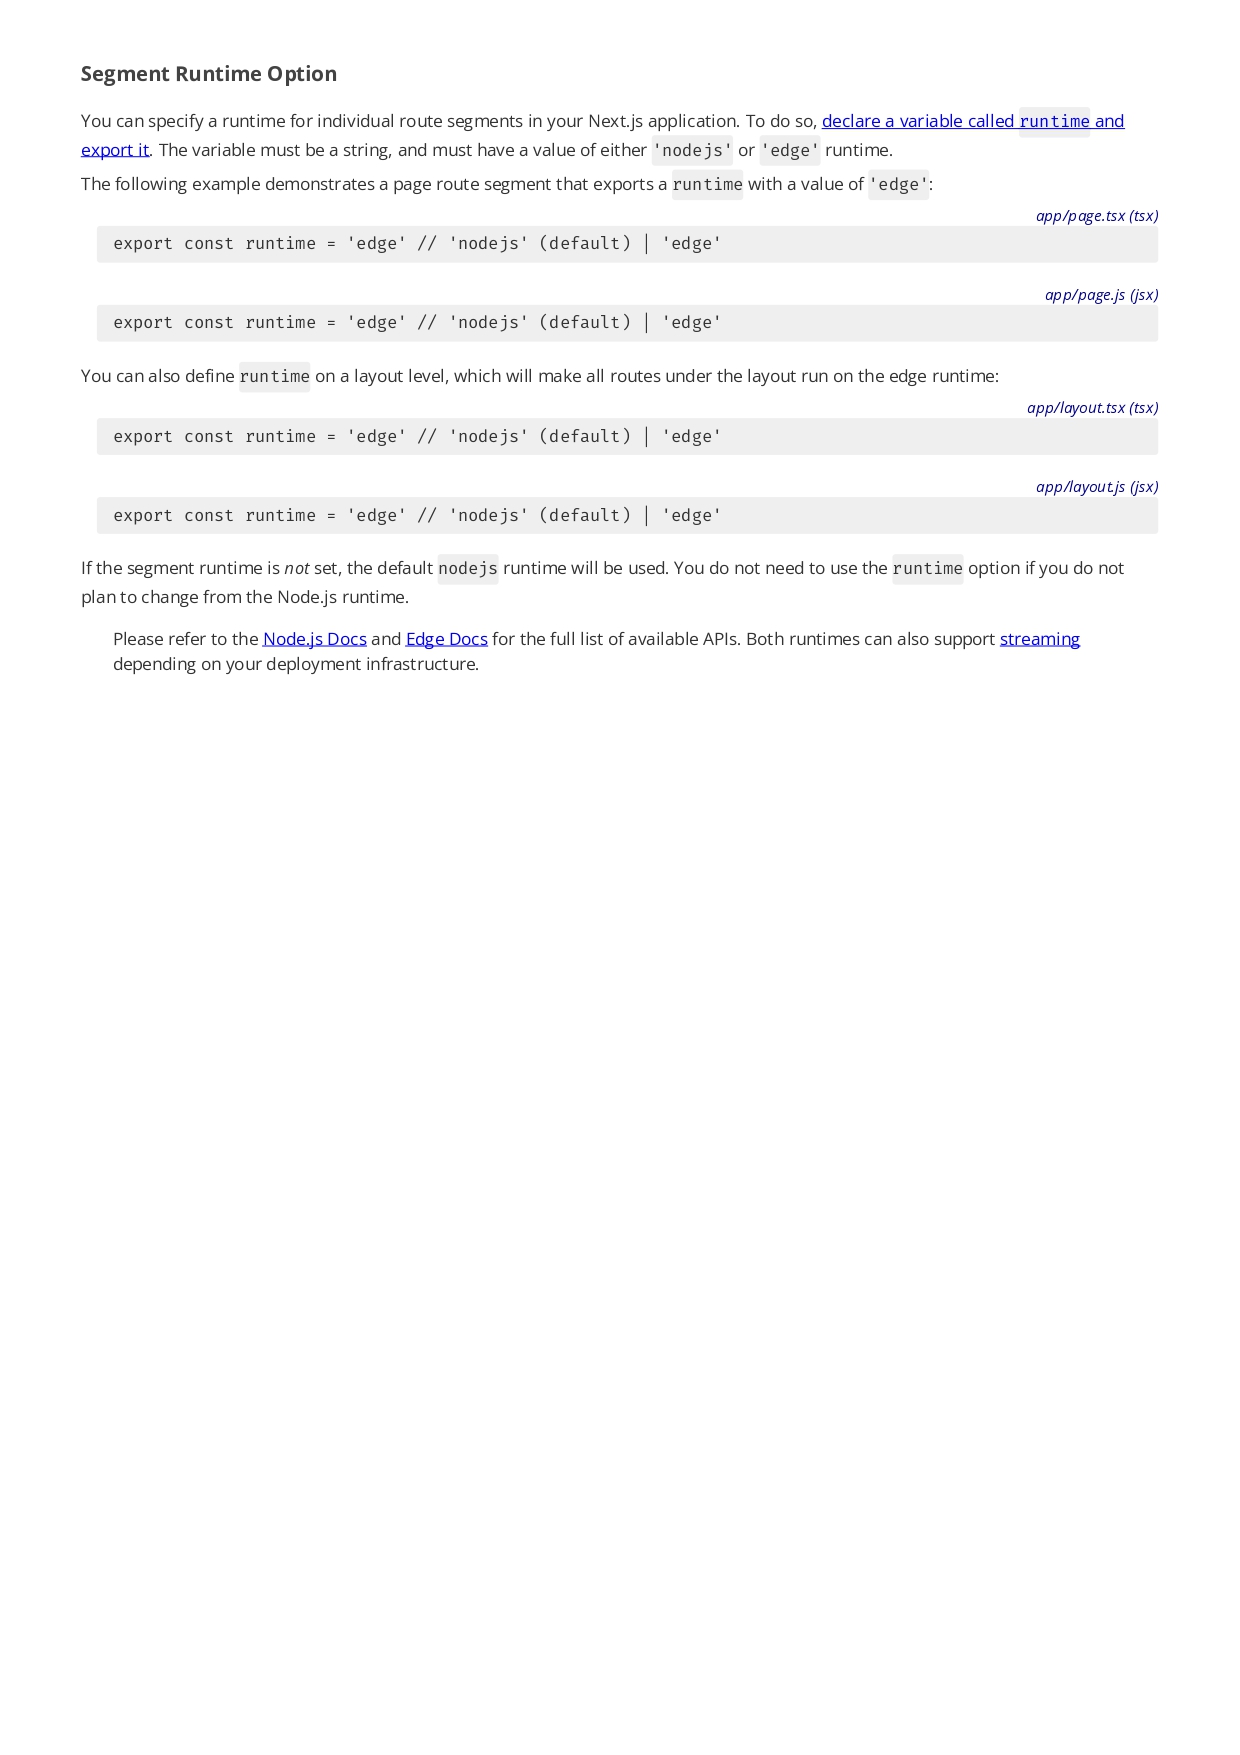 Segment Runtime Option
You can specify a runtime for individual route segments in your Next.js application. To do so, declare a variable called runtime and
export it. The variable must be a string, and must have a value of either 'nodejs' or 'edge' runtime.
The following example demonstrates a page route segment that exports a runtime with a value of 'edge':
app/page.tsx (tsx)
export const runtime = 'edge' // 'nodejs' (default) | 'edge'
app/page.js (jsx)
export const runtime = 'edge' // 'nodejs' (default) | 'edge'
You can also define runtime on a layout level, which will make all routes under the layout run on the edge runtime:
app/layout.tsx (tsx)
export const runtime = 'edge' // 'nodejs' (default) | 'edge'
app/layout.js (jsx)
export const runtime = 'edge' // 'nodejs' (default) | 'edge'
If the segment runtime is not set, the default nodejs runtime will be used. You do not need to use the runtime option if you do not
plan to change from the Node.js runtime.
Please refer to the Node.js Docs and Edge Docs for the full list of available APIs. Both runtimes can also support streaming
depending on your deployment infrastructure.